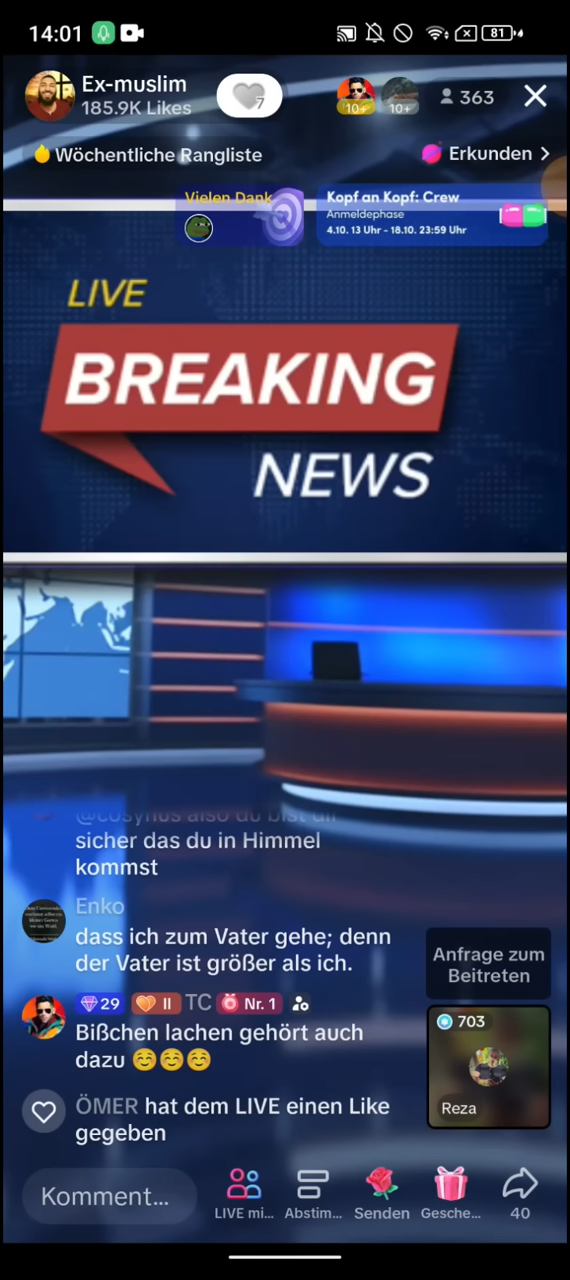 14:01
81
Ex-muslim
185.9K Likes
7
10+
10+
363
Wöchentliche Rangliste
Erkunden
Vielen Dank
Kopf an Kopf: Crew
Anmeldephase
4.10. 13 Uhr - 18.10. 23:59 Uhr
LIVE
BREAKING
NEWS
sicher das du in Himmel
kommst
Enko
dass ich zum Vater gehe; denn
der Vater ist größer als ich.
29 II TC Nr. 1
Bißchen lachen gehört auch
dazu ☺️☺️☺️
ÖMER hat dem LIVE einen Like
gegeben
Anfrage zum
Beitreten
703
Reza
Komment...
LIVE mi...
Abstim...
Senden
Gesche...
40